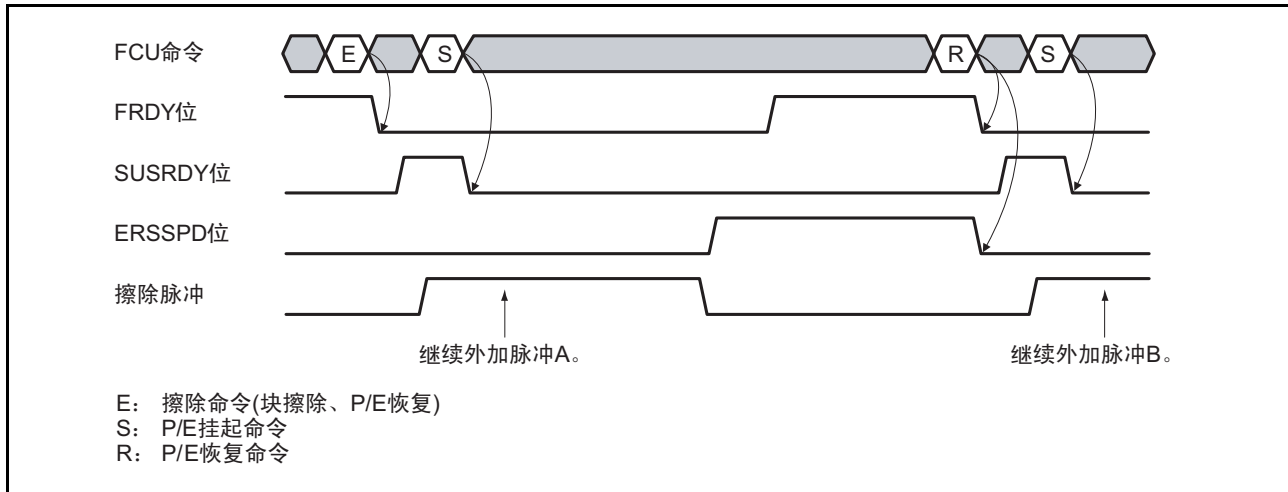 FCU命令
E S R S
FRDY位
SUSRDY位
ERSSPD位
擦除脉冲
继续外加脉冲A。 继续外加脉冲B。
E： 擦除命令(块擦除、P/E恢复)
S： P/E挂起命令
R： P/E恢复命令